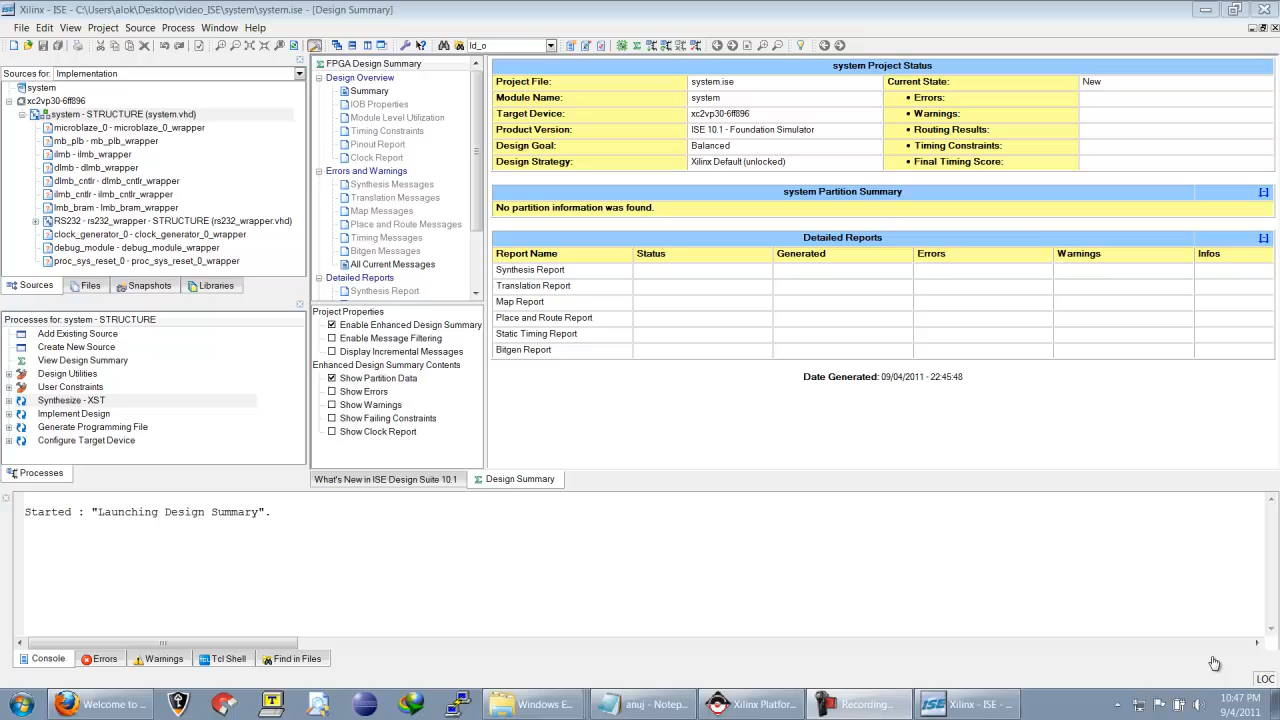 Xilinx - ISE - C:\Users\alok\Desktop\video_ISE\system\system.ise - [Design Summary]
File Edit View Project Source Process Window Help
ld_o
Sources for: Implementation
system
xc2vp30-6ff896
system - STRUCTURE (system.vhd)
microblaze_0 - microblaze_0_wrapper
mb_plb - mb_plb_wrapper
ilmb - ilmb_wrapper
dlmb - dlmb_wrapper
dlmb_cntlr - dlmb_cntlr_wrapper
ilmb_cntlr - ilmb_cntlr_wrapper
lmb_bram - lmb_bram_wrapper
RS232 - rs232_wrapper - STRUCTURE (rs232_wrapper.vhd)
clock_generator_0 - clock_generator_0_wrapper
debug_module - debug_module_wrapper
proc_sys_reset_0 - proc_sys_reset_0_wrapper
Sources Files Snapshots Libraries
Processes for: system - STRUCTURE
Add Existing Source
Create New Source
View Design Summary
Design Utilities
User Constraints
Synthesize - XST
Implement Design
Generate Programming File
Configure Target Device
Processes
FPGA Design Summary
Design Overview
Summary
IOB Properties
Module Level Utilization
Timing Constraints
Pinout Report
Clock Report
Errors and Warnings
Synthesis Messages
Translation Messages
Map Messages
Place and Route Messages
Timing Messages
Bitgen Messages
All Current Messages
Detailed Reports
Synthesis Report
Project Properties
Enable Enhanced Design Summary
Enable Message Filtering
Display Incremental Messages
Enhanced Design Summary Contents
Show Partition Data
Show Errors
Show Warnings
Show Failing Constraints
Show Clock Report
What's New in ISE Design Suite 10.1 Design Summary
system Project Status
Project File: system.ise Current State: New
Module Name: system • Errors:
Target Device: xc2vp30-6ff896 • Warnings:
Product Version: ISE 10.1 - Foundation Simulator • Routing Results:
Design Goal: Balanced • Timing Constraints:
Design Strategy: Xilinx Default (unlocked) • Final Timing Score:
system Partition Summary [-]
No partition information was found.
Detailed Reports [-]
Report Name Status Generated Errors Warnings Infos
Synthesis Report
Translation Report
Map Report
Place and Route Report
Static Timing Report
Bitgen Report
Date Generated: 09/04/2011 - 22:45:48
Started : "Launching Design Summary".
Console Errors Warnings Tcl Shell Find in Files
LOC
Welcome to ... Windows E... anuj - Notep... Xilinx Platfor... Recording... Xilinx - ISE - ... 10:47 PM
9/4/2011